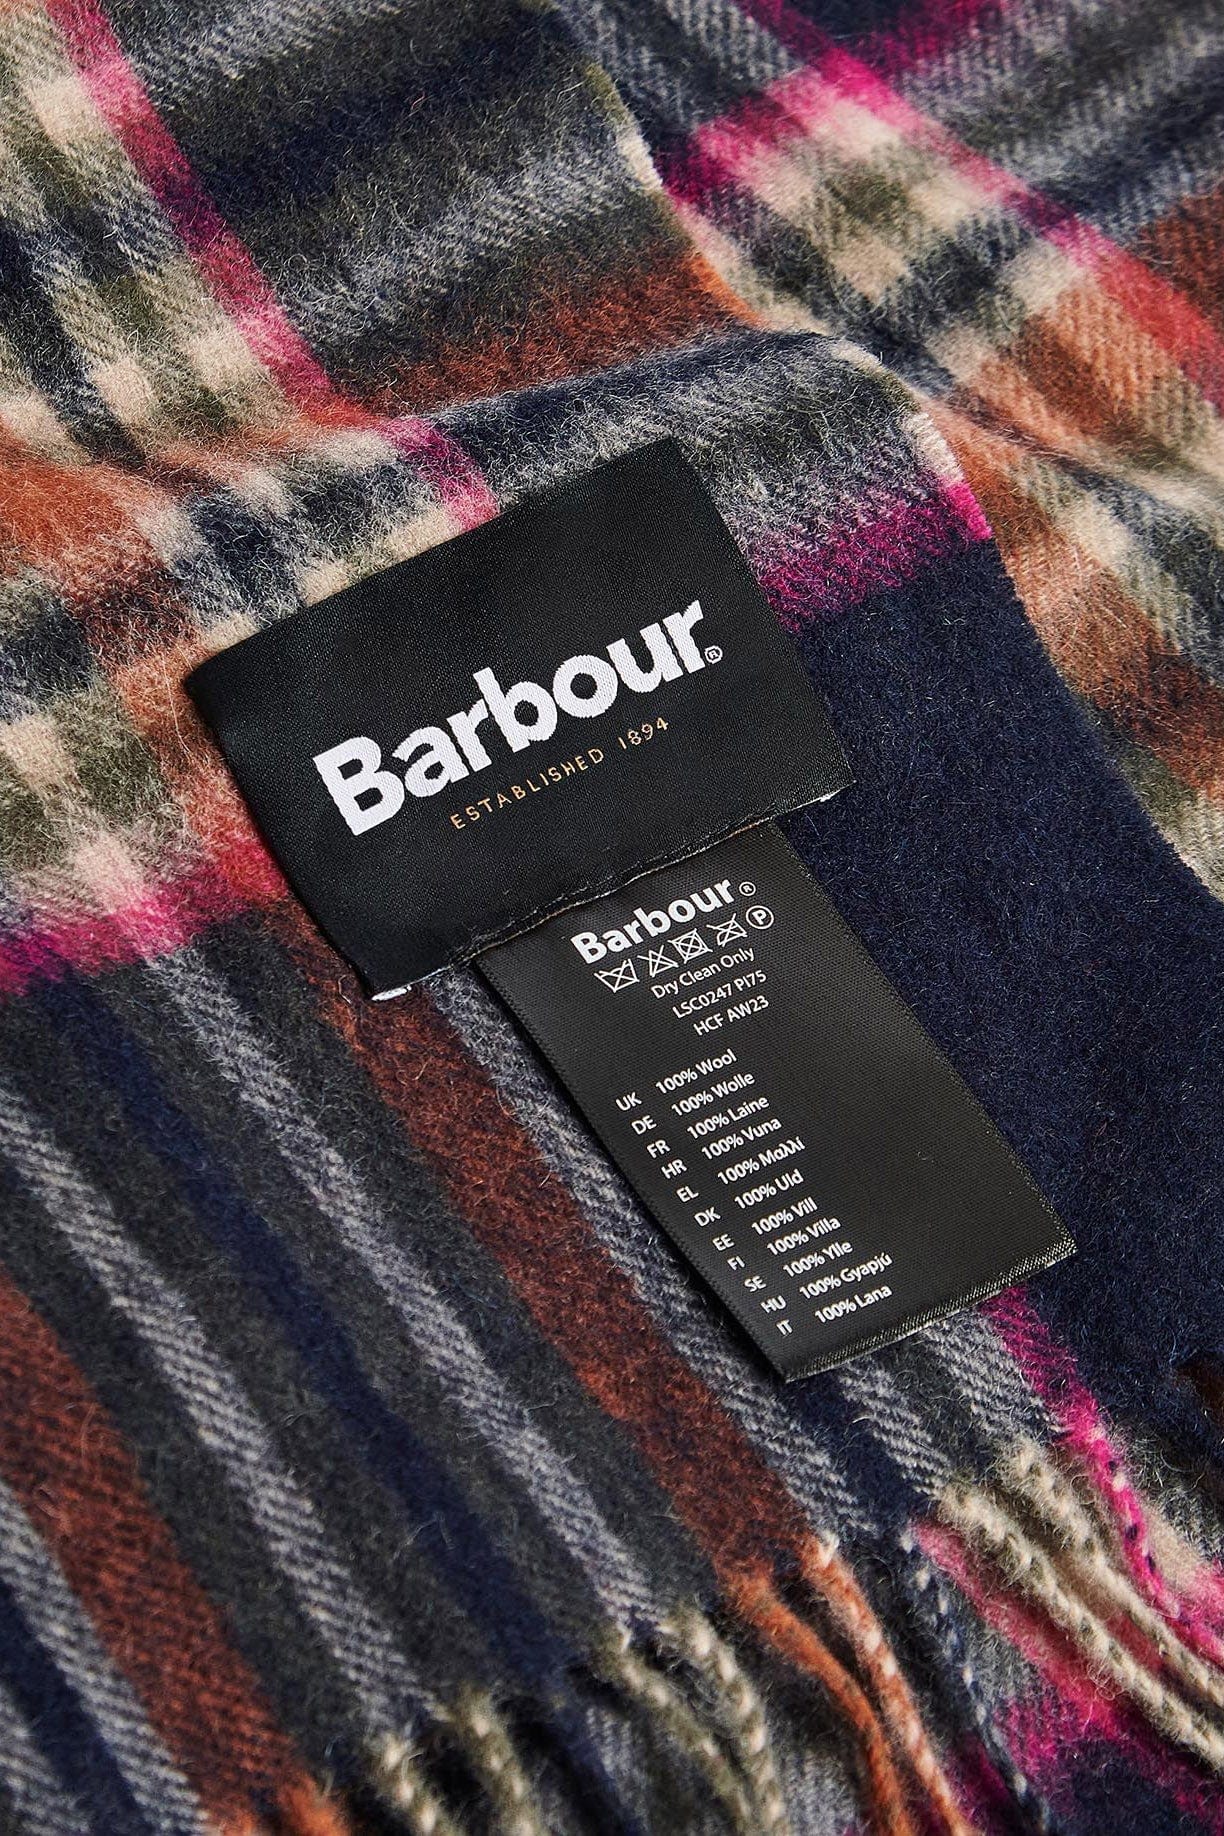 Barbour®
ESTABLISHED 1894
Barbour®
P
Dry Clean Only
LSC0247 PI75
HCF AW23
UK 100% Wool
DE 100% Wolle
FR 100% Laine
HR 100% Vuna
EL 100% Μαλλί
DK 100% Uld
EE 100% Vill
FI 100% Villa
SE 100% Ylle
HU 100% Gyapjú
IT 100% Lana